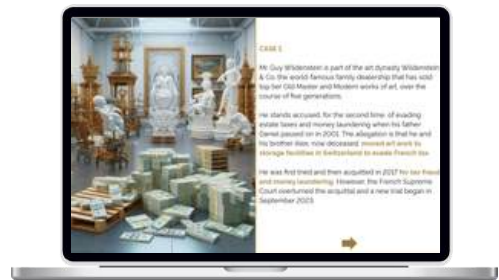 CASE 1
Mr. Guy Wildenstein is part of the art dynasty Wildenstein
& Co. the world-famous family dealership that has sold
top tier Old Master and Modern works of art, over the
course of five generations.
He stands accused, for the second time, of evading
estate taxes and money laundering when his father
Daniel passed on in 2001. The allegation is that he and
his brother Alex, now deceased, moved art work to
storage facilities in Switzerland to evade French tax.
He was first tried and then acquitted in 2017 for tax fraud
and money laundering. However, the French Supreme
Court overturned the acquittal and a new trial began in
September 2023.